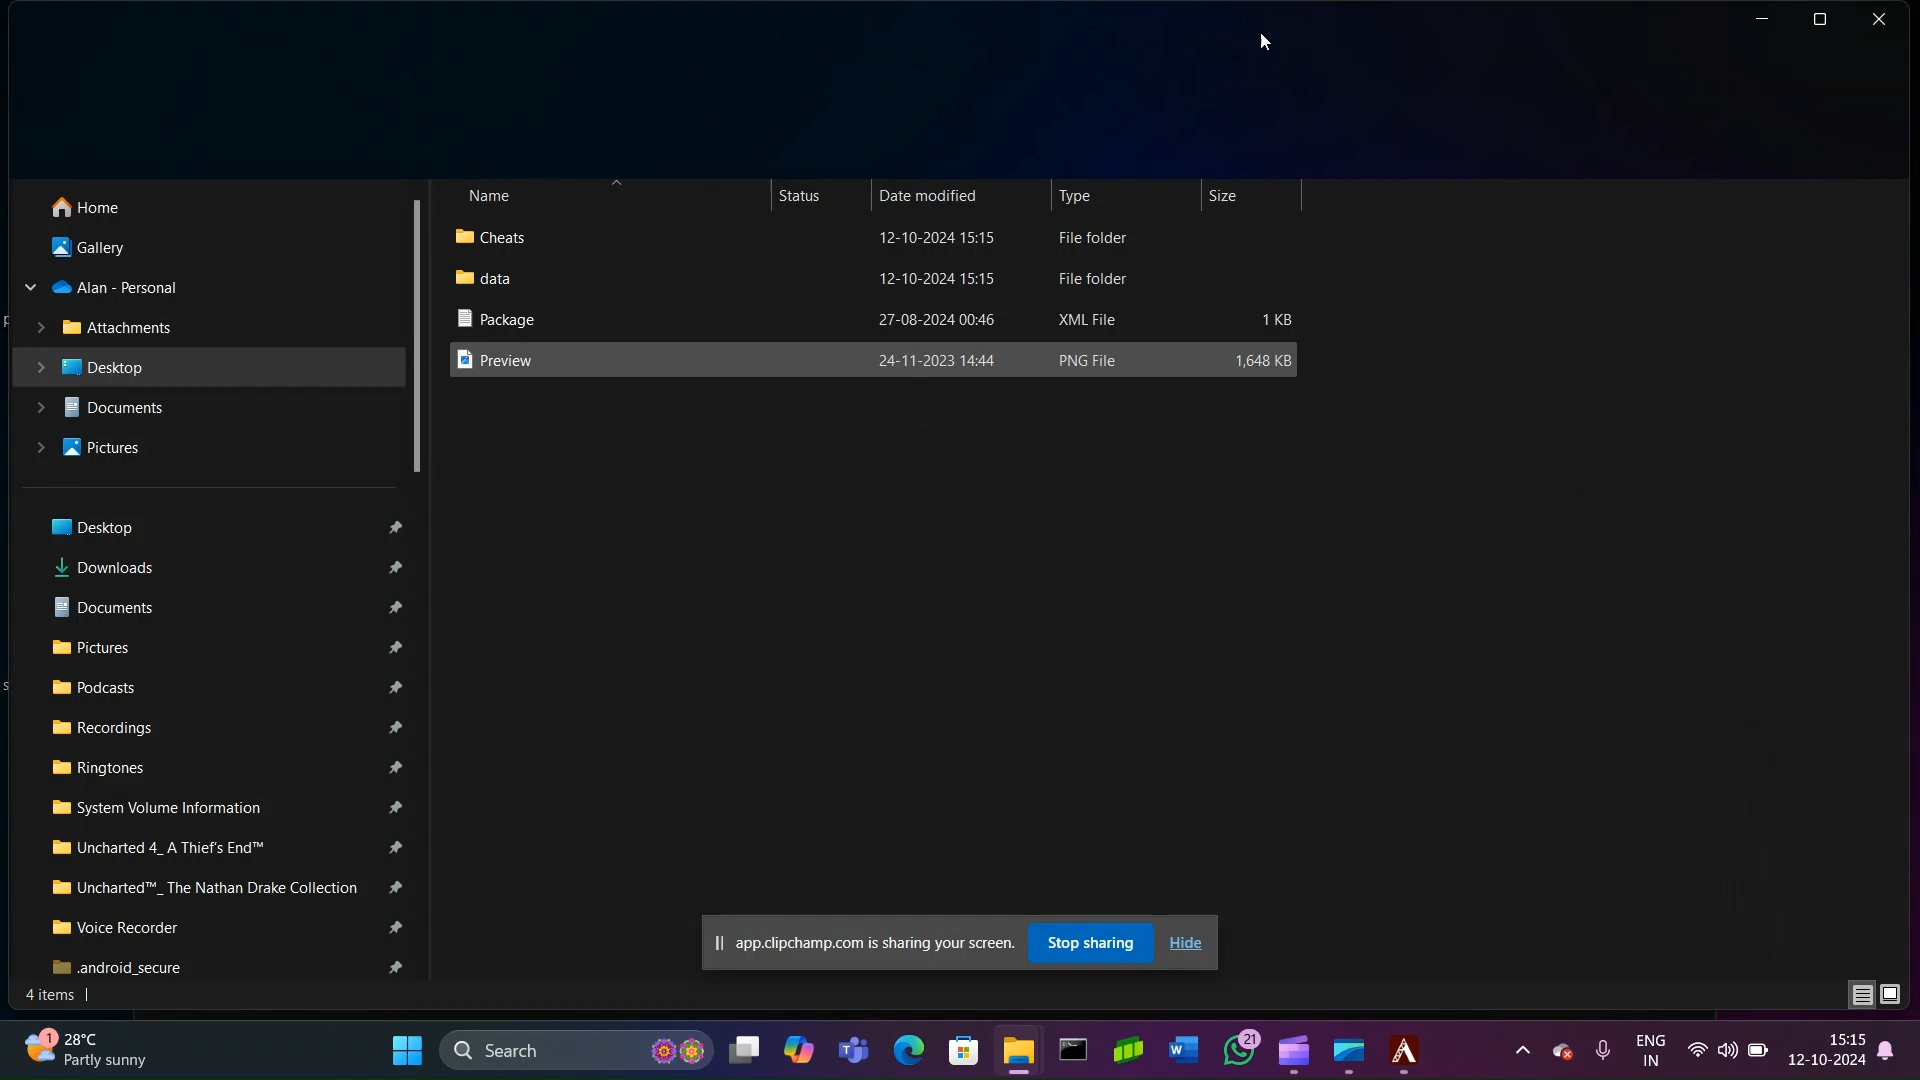 Name Status Date modified Type Size
Home
Gallery
Alan - Personal
Attachments
Desktop
Documents
Pictures
Cheats 12-10-2024 15:15 File folder
data 12-10-2024 15:15 File folder
Package 27-08-2024 00:46 XML File 1 KB
Preview 24-11-2023 14:44 PNG File 1,648 KB
Desktop
Downloads
Documents
Pictures
Podcasts
Recordings
Ringtones
System Volume Information
Uncharted 4_ A Thief's End™
Uncharted™_ The Nathan Drake Collection
Voice Recorder
.android_secure
app.clipchamp.com is sharing your screen. Stop sharing Hide
4 items
1
28°C
Partly sunny
Search
21
ENG
IN
15:15
12-10-2024